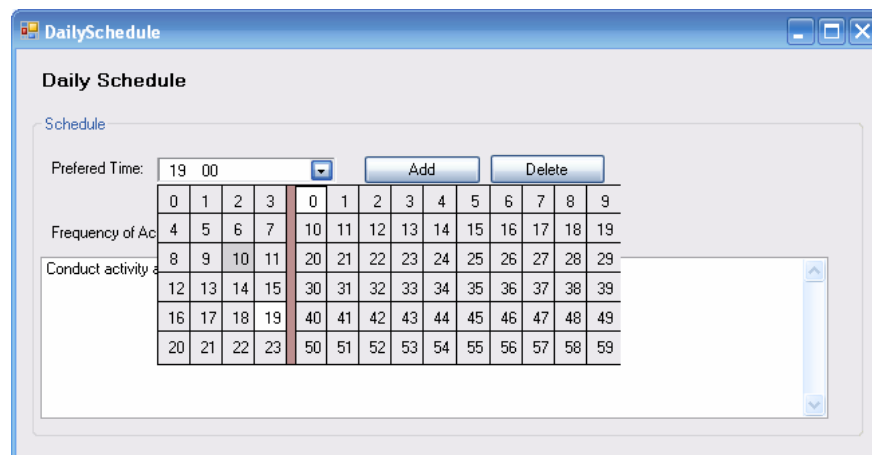 DailySchedule
Daily Schedule
Schedule
Prefered Time: 19 00 Add Delete
0 1 2 3 0 1 2 3 4 5 6 7 8 9
Frequency of Ac 4 5 6 7 10 11 12 13 14 15 16 17 18 19
8 9 10 11 20 21 22 23 24 25 26 27 28 29
Conduct activity a
12 13 14 15 30 31 32 33 34 35 36 37 38 39
16 17 18 19 40 41 42 43 44 45 46 47 48 49
20 21 22 23 50 51 52 53 54 55 56 57 58 59